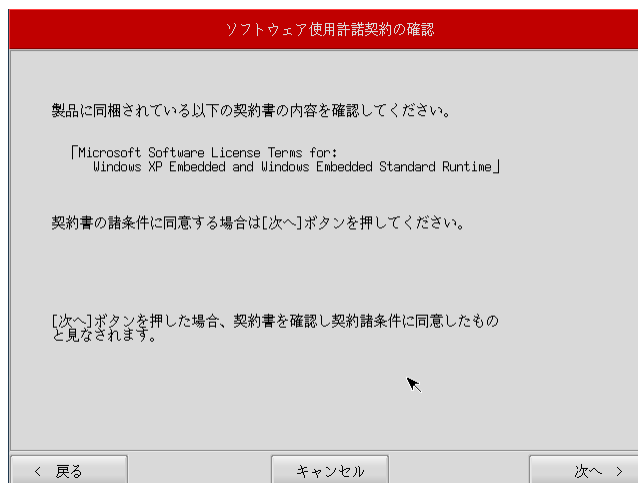 ソフトウェア使用許諾契約の確認
製品に同梱されている以下の契約書の内容を確認してください。
「Microsoft Software License Terms for:
Windows XP Embedded and Windows Embedded Standard Runtime」
契約書の諸条件に同意する場合は[次へ]ボタンを押してください。
[次へ]ボタンを押した場合、契約書を確認し契約諸条件に同意したもの
と見なされます。
< 戻る
キャンセル
次へ >